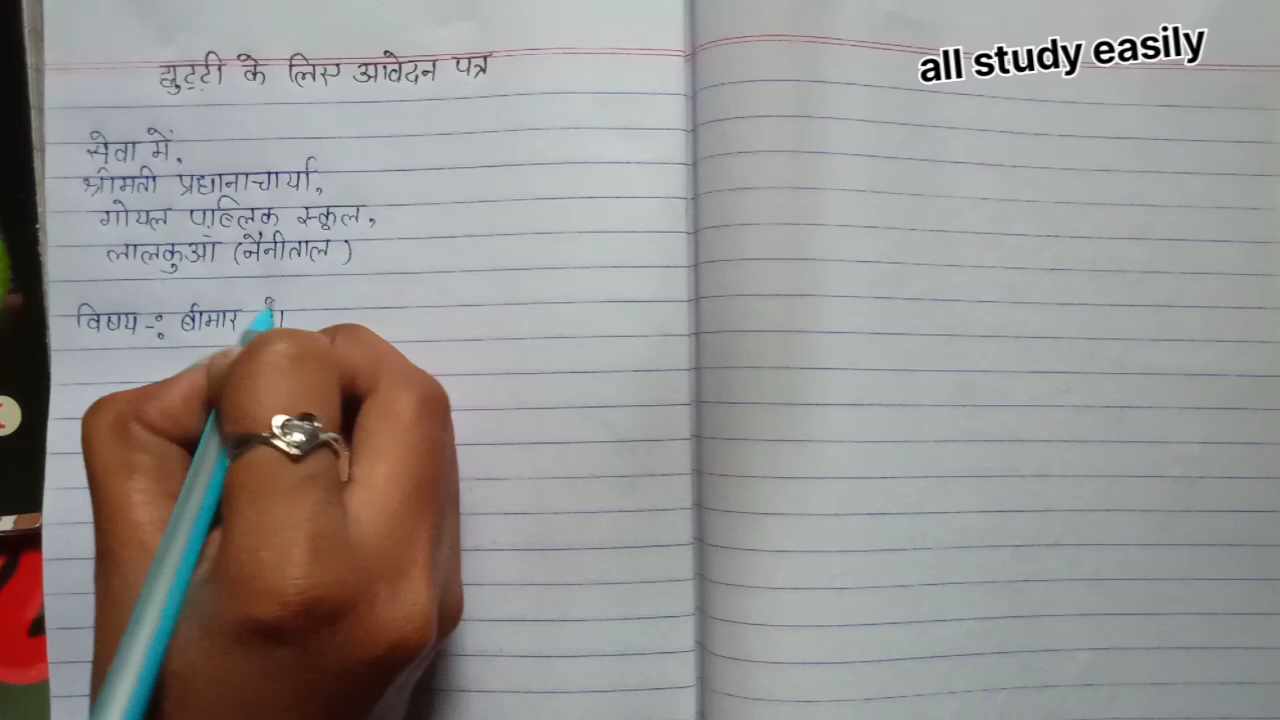 छुट्टी के लिए आवेदन पत्र
all study easily
सेवा में,
श्रीमती प्रधानाचार्या,
गोयल पब्लिक स्कूल,
लालकुआं (नैनीताल)
विषय -: बीमार